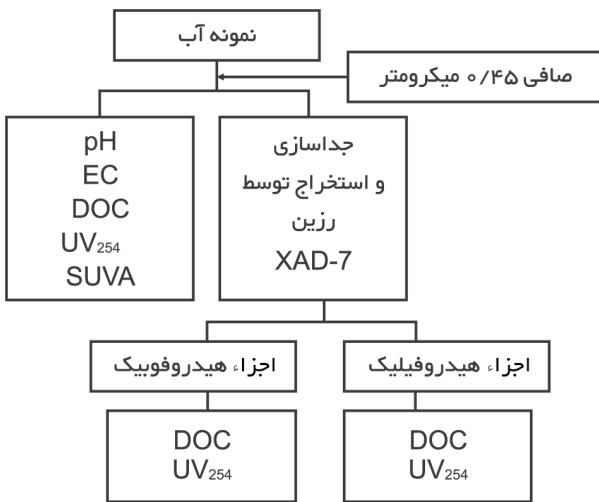 نمونه آب
صافی ۰/۴۵ میکرومتر
pH
EC
DOC
UV254
SUVA
جداسازی
و استخراج توسط
رزین
XAD-7
اجزاء هیدروفوبیک
اجزاء هیدروفیلیک
DOC
UV254
DOC
UV254